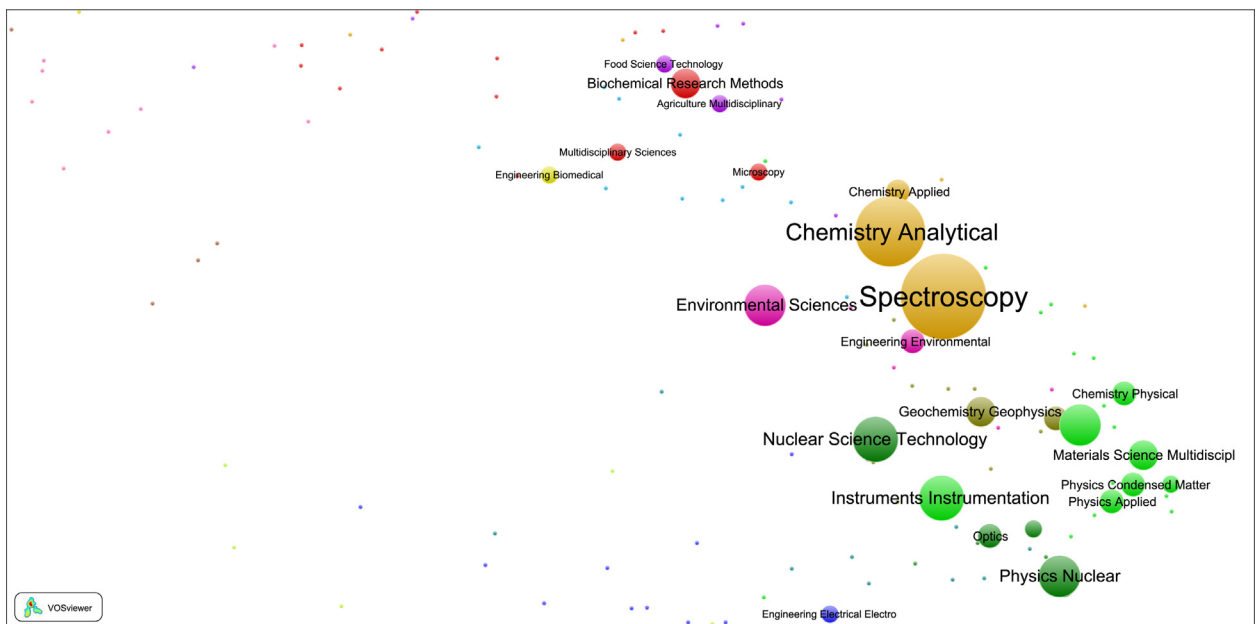 Food Science Technology
Biochemical Research Methods
Agriculture Multidisciplinary
Multidisciplinary Sciences
Engineering Biomedical
Microscopy
Chemistry Applied
Chemistry Analytical
Spectroscopy
Environmental Sciences
Engineering Environmental
Chemistry Physical
Geochemistry Geophysics
Nuclear Science Technology
Materials Science Multidiscipl
Physics Condensed Matter
Instruments Instrumentation
Physics Applied
Optics
Physics Nuclear
VOSviewer
Engineering Electrical Electro